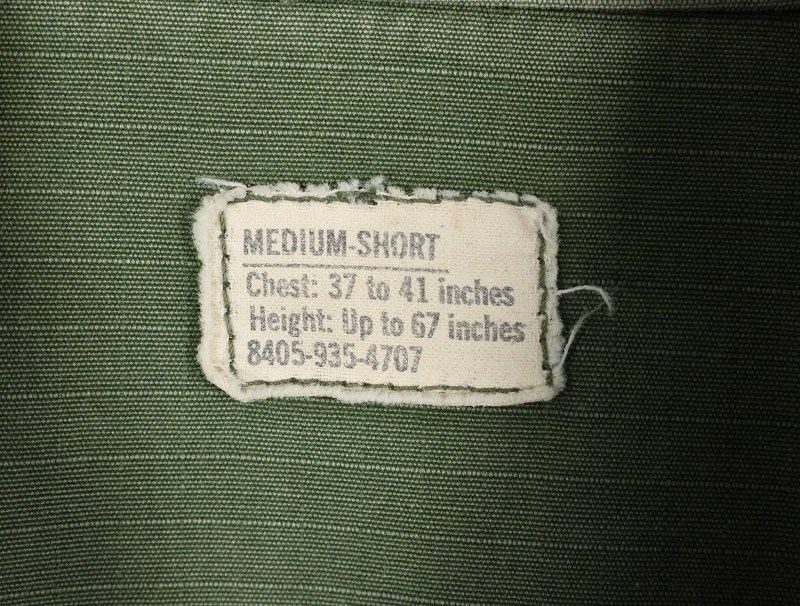 MEDIUM-SHORT
Chest: 37 to 41 inches
Height: Up to 67 inches
8405-935-4707